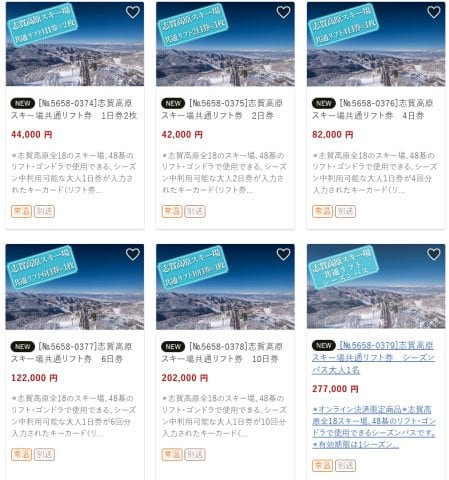 志賀高原スキー場
共通リフト1日券×2枚
NEW [№5658-0374]志賀高原
スキー場共通リフト券 1日券2枚
44,000 円
＊志賀高原全18のスキー場、48基の
リフト・ゴンドラで使用できる、シーズ
ン中利用可能な大人1日券が入力さ
れたキーカード(リフト券...
常温 別送
志賀高原スキー場
共通リフト2日券×1枚
NEW [№5658-0375]志賀高原
スキー場共通リフト券 2日券
42,000 円
＊志賀高原全18のスキー場、48基の
リフト・ゴンドラで使用できる、シーズ
ン中利用可能な大人2日券が入力さ
れたキーカード(リフト券...
常温 別送
志賀高原スキー場
共通リフト4日券×1枚
NEW [№5658-0376]志賀高原
スキー場共通リフト券 4日券
82,000 円
＊志賀高原全18のスキー場、48基の
リフト・ゴンドラで使用できる、シーズ
ン中利用可能な大人1日券が4回分
入力されたキーカード(リ...
常温 別送
志賀高原スキー場
共通リフト6日券×1枚
NEW [№5658-0377]志賀高原
スキー場共通リフト券 6日券
122,000 円
＊志賀高原全18のスキー場、48基の
リフト・ゴンドラで使用できる、シーズ
ン中利用可能な大人1日券が6回分
入力されたキーカード(リ...
常温 別送
志賀高原スキー場
共通リフト10日券×1枚
NEW [№5658-0378]志賀高原
スキー場共通リフト券 10日券
202,000 円
＊志賀高原全18のスキー場、48基の
リフト・ゴンドラで使用できる、シーズ
ン中利用可能な大人1日券が10回分
入力されたキーカード(リ...
常温 別送
志賀高原スキー場
共通リフト
シーズンパス
NEW [№5658-0379]志賀高原
スキー場共通リフト券 シーズン
パス大人1名
277,000 円
＊オンライン決済限定商品＊志賀高
原全18スキー場、48基のリフト・ゴン
ドラで使用できるシーズンパスです。
＊有効期限は1シーズン...
常温 別送